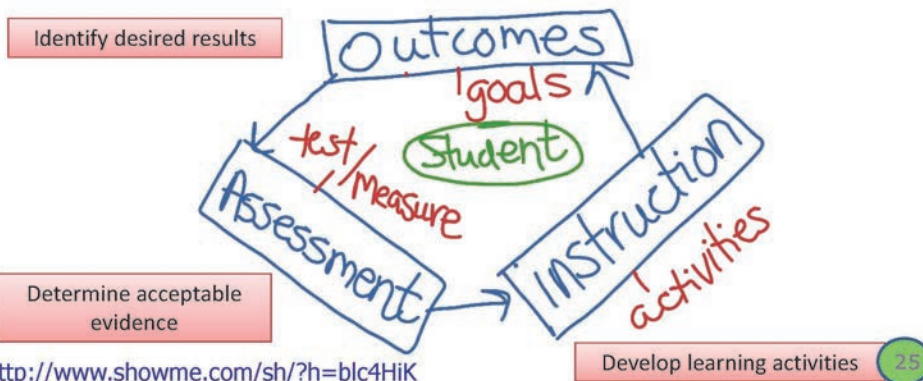 Identify desired results
Outcomes
goals
Student
test/
measure
Assessment
instruction
activities
Determine acceptable
evidence
ttp://www.showme.com/sh/?h=blc4HiK
Develop learning activities
25